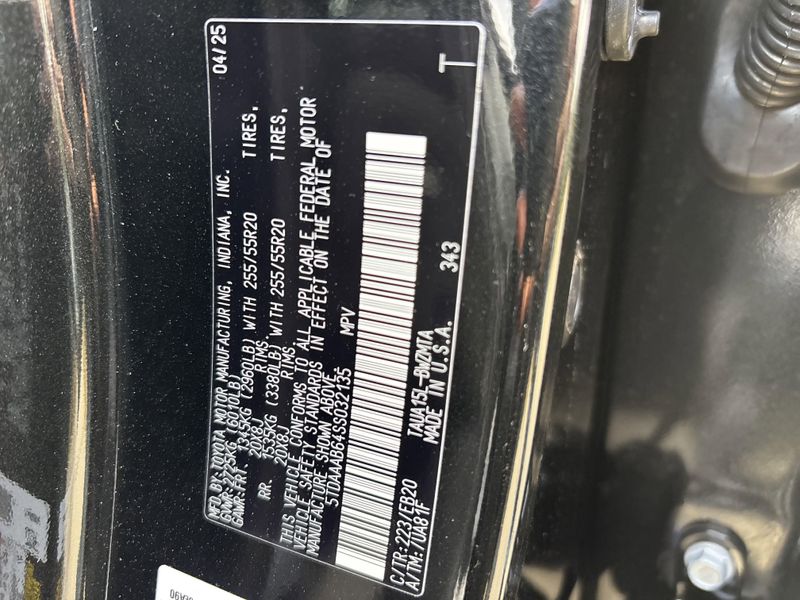 MFD. BY: TOYOTA MOTOR MANUFACTURING, INDIANA, INC. 04/25
GVWR: 2725KG (6010LB)
GAWR: FRT. 1345KG (2960LB) WITH 255/55R20 TIRES,
20X8J RIMS
RR. 1535KG (3380LB) WITH 255/55R20 TIRES,
20X8J RIMS
THIS VEHICLE CONFORMS TO ALL APPLICABLE FEDERAL MOTOR
VEHICLE SAFETY STANDARDS IN EFFECT ON THE DATE OF
MANUFACTURE SHOWN ABOVE.
5TDAAAB64SS032135 MPV
C/TR: 223/EB20 TAUA15L-BWZMTA
A/TM: /UA81F MADE IN U.S.A. 343
T